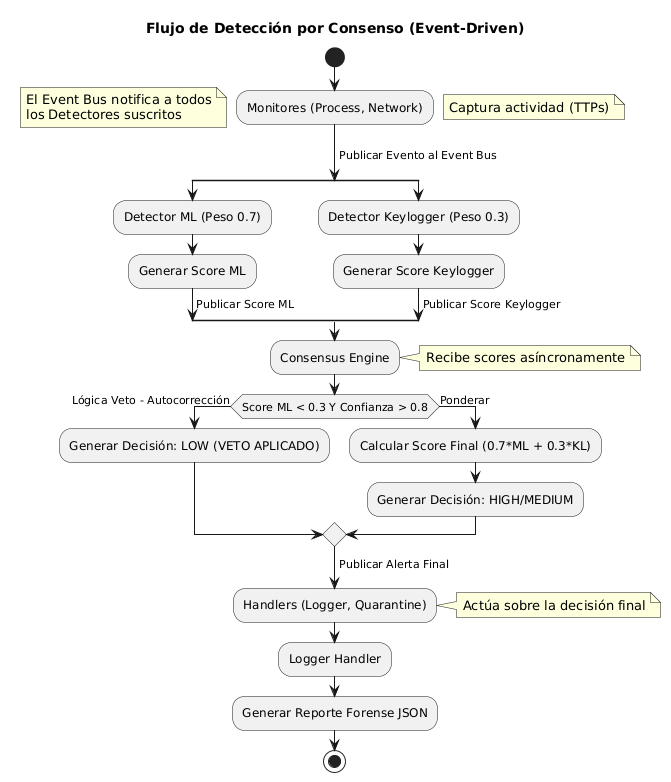 Flujo de Detección por Consenso (Event-Driven)
El Event Bus notifica a todos
los Detectores suscritos
Monitores (Process, Network)
Captura actividad (TTPs)
Publicar Evento al Event Bus
Detector ML (Peso 0.7)
Detector Keylogger (Peso 0.3)
Generar Score ML
Generar Score Keylogger
Publicar Score ML
Publicar Score Keylogger
Consensus Engine
Recibe scores asíncronamente
Lógica Veto - Autocorrección
Score ML < 0.3 Y Confianza > 0.8
Ponderar
Generar Decisión: LOW (VETO APLICADO)
Calcular Score Final (0.7*ML + 0.3*KL)
Generar Decisión: HIGH/MEDIUM
Publicar Alerta Final
Handlers (Logger, Quarantine)
Actúa sobre la decisión final
Logger Handler
Generar Reporte Forense JSON